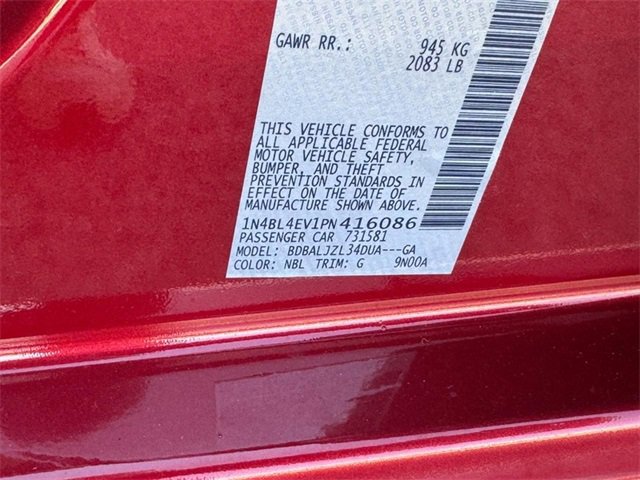 GAWR RR.: 945 KG
2083 LB
THIS VEHICLE CONFORMS TO
ALL APPLICABLE FEDERAL
MOTOR VEHICLE SAFETY,
BUMPER, AND THEFT
PREVENTION STANDARDS IN
EFFECT ON THE DATE OF
MANUFACTURE SHOWN ABOVE.
1N4BL4EV1PN416086
PASSENGER CAR 731581
MODEL: BDBALJZL34DUA---GA
COLOR: NBL TRIM: G 9N00A